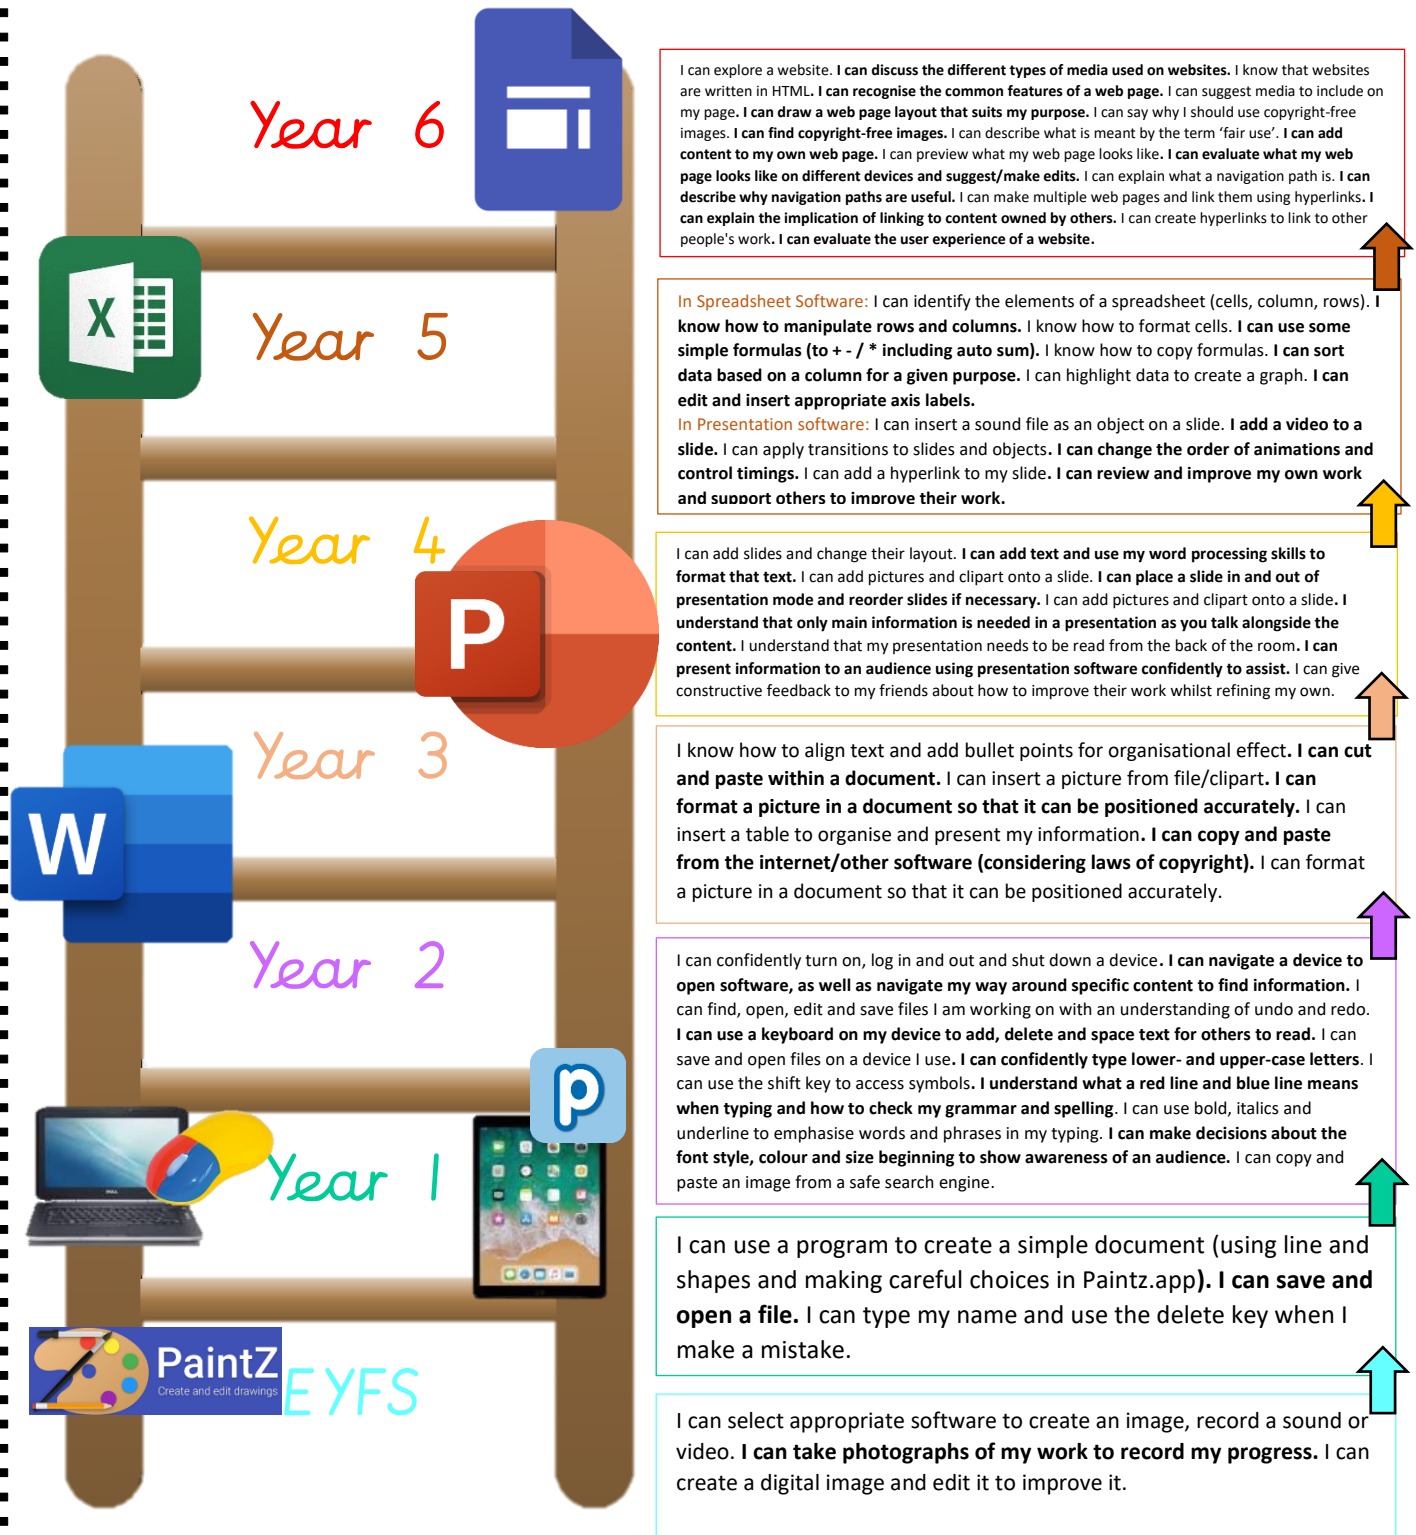 Year 6
I can explore a website. I can discuss the different types of media used on websites. I know that websites
are written in HTML. I can recognise the common features of a web page. I can suggest media to include on
my page. I can draw a web page layout that suits my purpose. I can say why I should use copyright-free
images. I can find copyright-free images. I can describe what is meant by the term ‘fair use’. I can add
content to my own web page. I can preview what my web page looks like. I can evaluate what my web
page looks like on different devices and suggest/make edits. I can explain what a navigation path is. I can
describe why navigation paths are useful. I can make multiple web pages and link them using hyperlinks. I
can explain the implication of linking to content owned by others. I can create hyperlinks to link to other
people's work. I can evaluate the user experience of a website.
X
Year 5
In Spreadsheet Software: I can identify the elements of a spreadsheet (cells, column, rows). I
know how to manipulate rows and columns. I know how to format cells. I can use some
simple formulas (to + - / * including auto sum). I know how to copy formulas. I can sort
data based on a column for a given purpose. I can highlight data to create a graph. I can
edit and insert appropriate axis labels.
In Presentation software: I can insert a sound file as an object on a slide. I add a video to a
slide. I can apply transitions to slides and objects. I can change the order of animations and
control timings. I can add a hyperlink to my slide. I can review and improve my own work
and support others to improve their work.
Year 4
P
I can add slides and change their layout. I can add text and use my word processing skills to
format that text. I can add pictures and clipart onto a slide. I can place a slide in and out of
presentation mode and reorder slides if necessary. I can add pictures and clipart onto a slide. I
understand that only main information is needed in a presentation as you talk alongside the
content. I understand that my presentation needs to be read from the back of the room. I can
present information to an audience using presentation software confidently to assist. I can give
constructive feedback to my friends about how to improve their work whilst refining my own.
Year 3
W
I know how to align text and add bullet points for organisational effect. I can cut
and paste within a document. I can insert a picture from file/clipart. I can
format a picture in a document so that it can be positioned accurately. I can
insert a table to organise and present my information. I can copy and paste
from the internet/other software (considering laws of copyright). I can format
a picture in a document so that it can be positioned accurately.
Year 2
I can confidently turn on, log in and out and shut down a device. I can navigate a device to
open software, as well as navigate my way around specific content to find information. I
can find, open, edit and save files I am working on with an understanding of undo and redo.
I can use a keyboard on my device to add, delete and space text for others to read. I can
save and open files on a device I use. I can confidently type lower- and upper-case letters. I
can use the shift key to access symbols. I understand what a red line and blue line means
when typing and how to check my grammar and spelling. I can use bold, italics and
underline to emphasise words and phrases in my typing. I can make decisions about the
font style, colour and size beginning to show awareness of an audience. I can copy and
paste an image from a safe search engine.
p
Year 1
I can use a program to create a simple document (using line and
shapes and making careful choices in Paintz.app). I can save and
open a file. I can type my name and use the delete key when I
make a mistake.
PaintZ
Create and edit drawings
EYFS
I can select appropriate software to create an image, record a sound or
video. I can take photographs of my work to record my progress. I can
create a digital image and edit it to improve it.